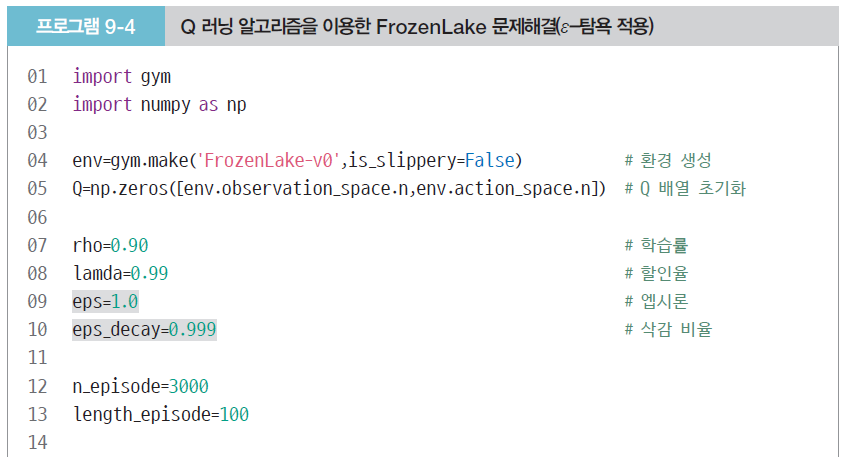 프로그램 9-4 Q 러닝 알고리즘을 이용한 FrozenLake 문제해결(ε-탐욕 적용)
01 import gym
02 import numpy as np
03
04 env=gym.make('FrozenLake-v0',is_slippery=False) # 환경 생성
05 Q=np.zeros([env.observation_space.n,env.action_space.n]) # Q 배열 초기화
06
07 rho=0.90 # 학습률
08 lamda=0.99 # 할인율
09 eps=1.0 # 엡시론
10 eps_decay=0.999 # 삭감 비율
11
12 n_episode=3000
13 length_episode=100
14